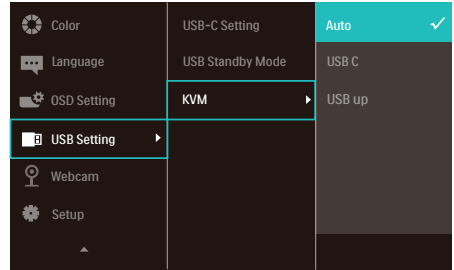 Color
Language
OSD Setting
USB Setting
Webcam
Setup
USB-C Setting
USB Standby Mode
KVM
Auto
USB C
USB up